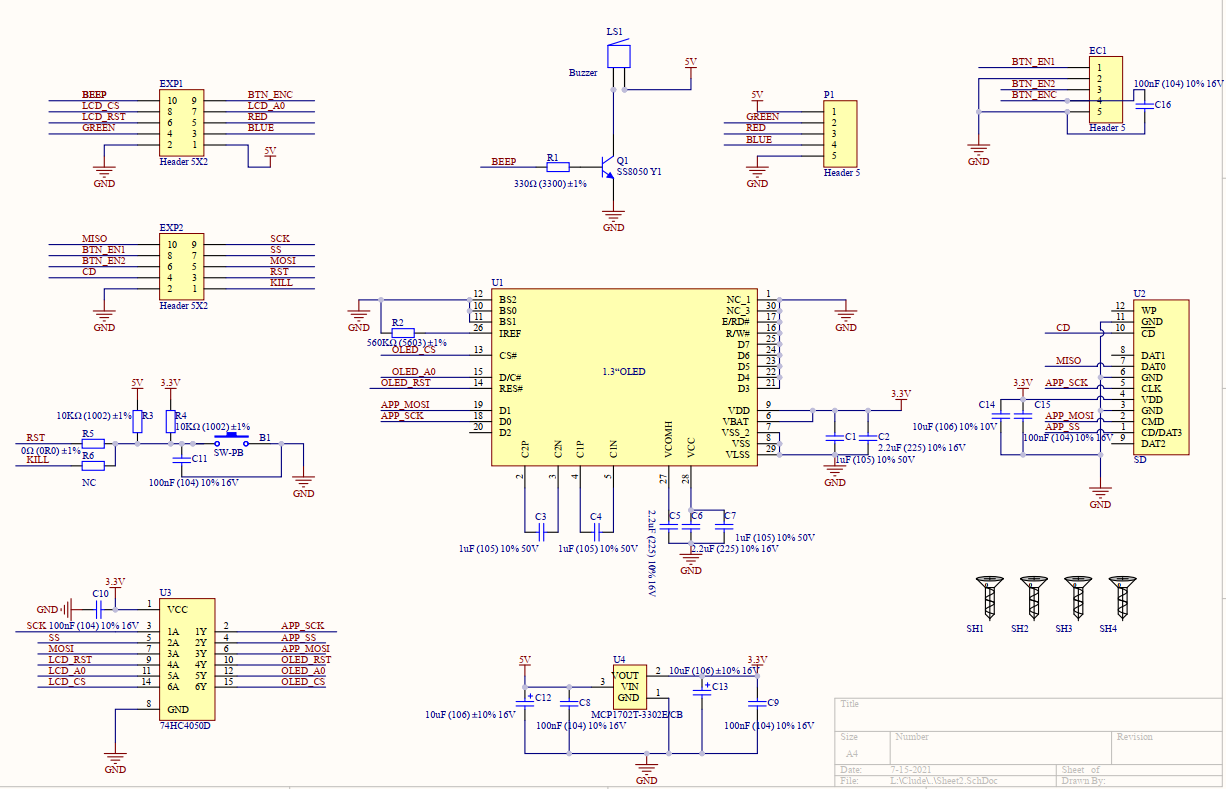 LS1
Buzzer
5V
BEEP
R1
330Ω (3300) ±1%
Q1
SS8050 Y1
GND
EXP1
BEEP
LCD_CS
LCD_RST
GREEN
10 9
8 7
6 5
4 3
2 1
BTN_ENC
LCD_A0
RED
BLUE
5V
Header 5X2
GND
P1
5V
GREEN
RED
BLUE
1
2
3
4
5
GND
Header 5
EC1
BTN_EN1
BTN_EN2
BTN_ENC
1
2
3
4
5
100nF (104) 10% 16V
C16
Header 5
GND
EXP2
MISO
BTN_EN1
BTN_EN2
CD
10 9
8 7
6 5
4 3
2 1
SCK
SS
MOSI
RST
KILL
Header 5X2
GND
U1
GND
R2
560KΩ (5603) ±1%
OLED_CS
OLED_A0
OLED_RST
APP_MOSI
APP_SCK
12 BS2
10 BS0
11 BS1
26 IREF
13 CS#
15 D/C#
14 RES#
19 D1
18 D0
20 D2
1.3“OLED
NC_1 1
NC_3 30
E/RD# 17
R/W# 16
D7 25
D6 24
D5 23
D4 22
D3 21
VDD 9
VBAT 6
VSS_2 7
VSS 8
VLSS 29
C2P
C2N
C1P
C1N
VCOMH
VCC
2
3
4
5
27
28
GND
3.3V
C1
C2
2.2uF (225) 10% 16V
1uF (105) 10% 50V
GND
C3
1uF (105) 10% 50V
C4
1uF (105) 10% 50V
C5
C6
C7
2.2uF (225) 10% 16V
1uF (105) 10% 50V
2.2uF (225) 10% 16V
GND
U2
CD
MISO
APP_SCK
3.3V
APP_MOSI
APP_SS
12 WP
11 GND
10 CD
8 DAT1
7 DAT0
6 GND
5 CLK
4 VDD
3 GND
2 CMD
1 CD/DAT3
9 DAT2
SD
C14
C15
10uF (106) 10% 10V
100nF (104) 10% 16V
GND
5V
3.3V
10KΩ (1002) ±1%
R3
R4
10KΩ (1002) ±1%
RST
R5
0Ω (0R0) ±1%
KILL
R6
NC
B1
SW-PB
C11
100nF (104) 10% 16V
GND
3.3V
C10
GND
100nF (104) 10% 16V
U3
SCK
SS
MOSI
LCD_RST
LCD_A0
LCD_CS
1 VCC
3 1A
5 2A
7 3A
9 4A
11 5A
14 6A
8 GND
1Y 2
2Y 4
3Y 6
4Y 10
5Y 12
6Y 15
APP_SCK
APP_SS
APP_MOSI
OLED_RST
OLED_A0
OLED_CS
74HC4050D
GND
5V
U4
VOUT 2
3 VIN
GND 1
MCP1702T-3302E/CB
10uF (106) ±10% 16V
3.3V
+
C12
10uF (106) ±10% 16V
C8
100nF (104) 10% 16V
+
C13
C9
100nF (104) 10% 16V
GND
SH1
SH2
SH3
SH4
Title
Size
Number
Revision
A4
Date:
7-15-2021
Sheet of
File:
L:\Clude\..\Sheet2.SchDoc
Drawn By: